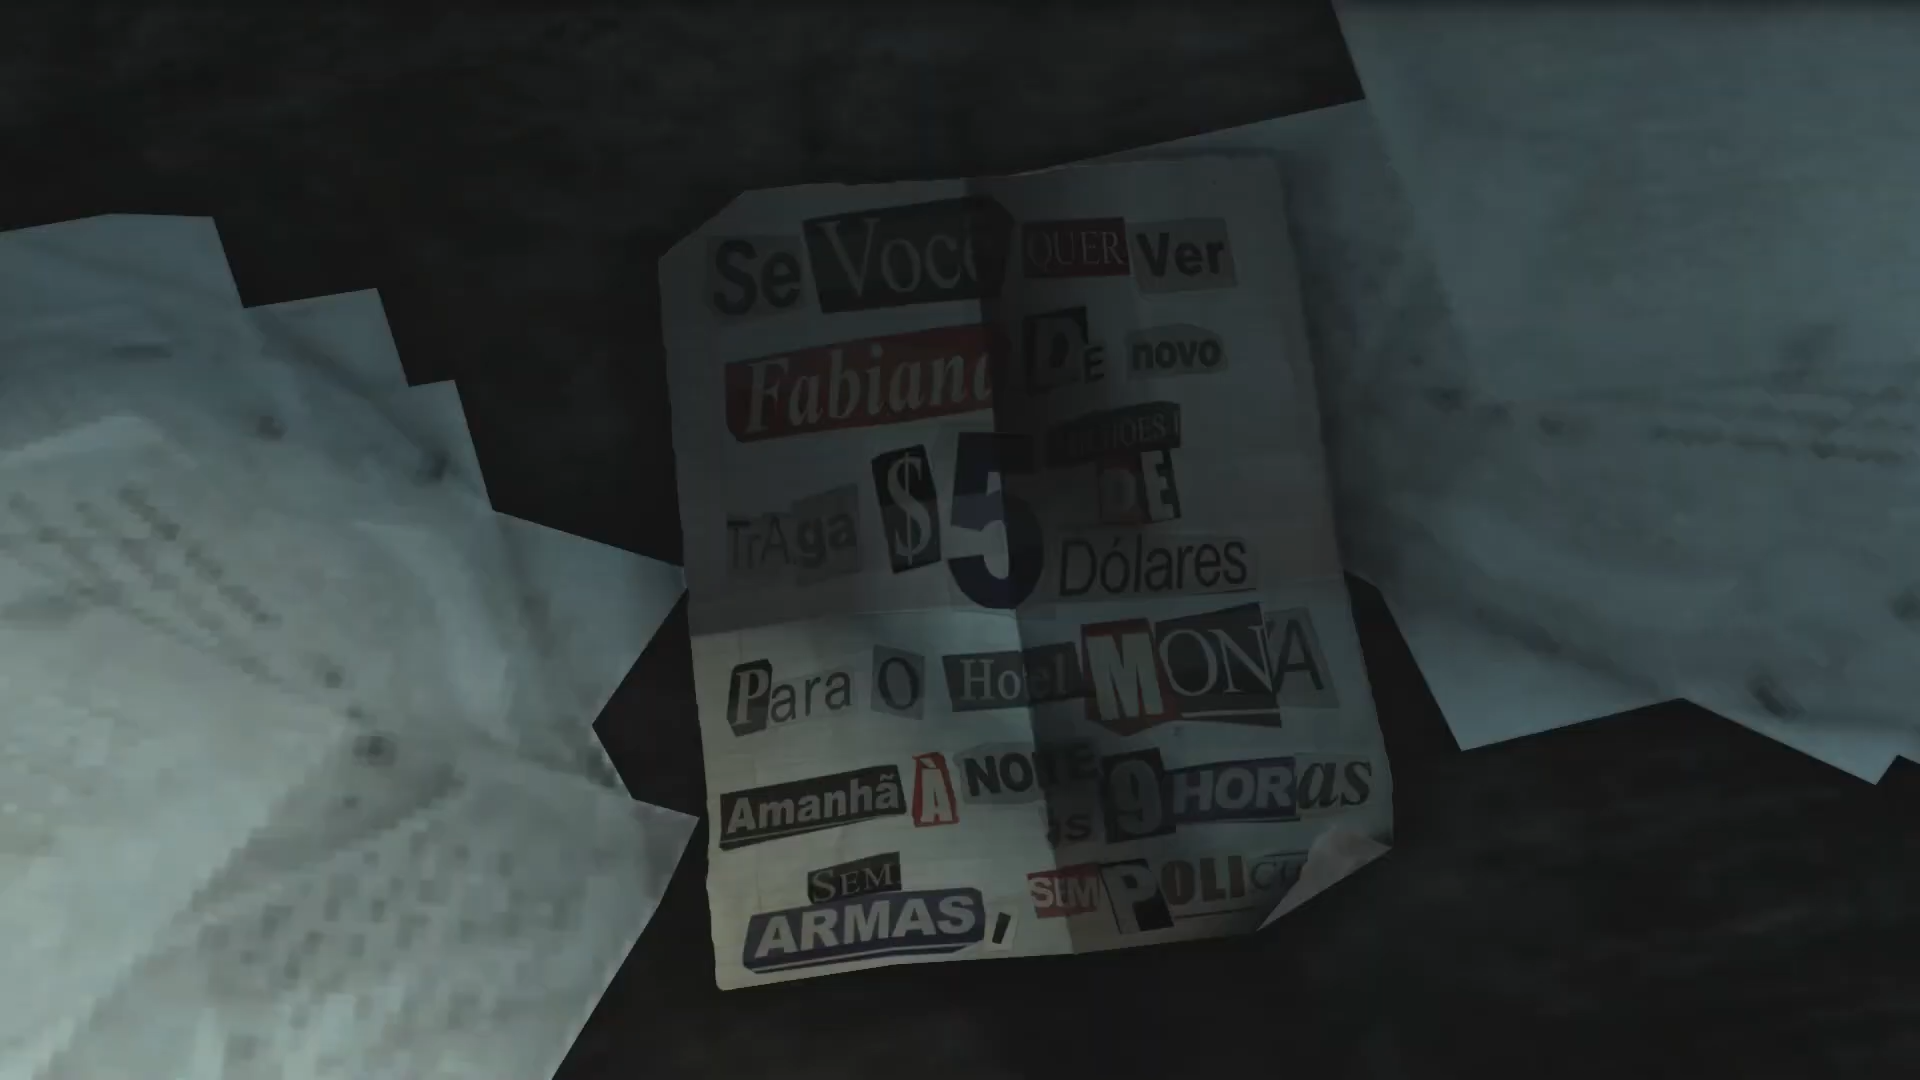 Se Você QUER Ver
Fabiana DE novo
TrAga $5
DE
Dólares
Para O Hotel MONA
Amanhã À NOITE
às 9 HORas
SEM
ARMAS, SEM